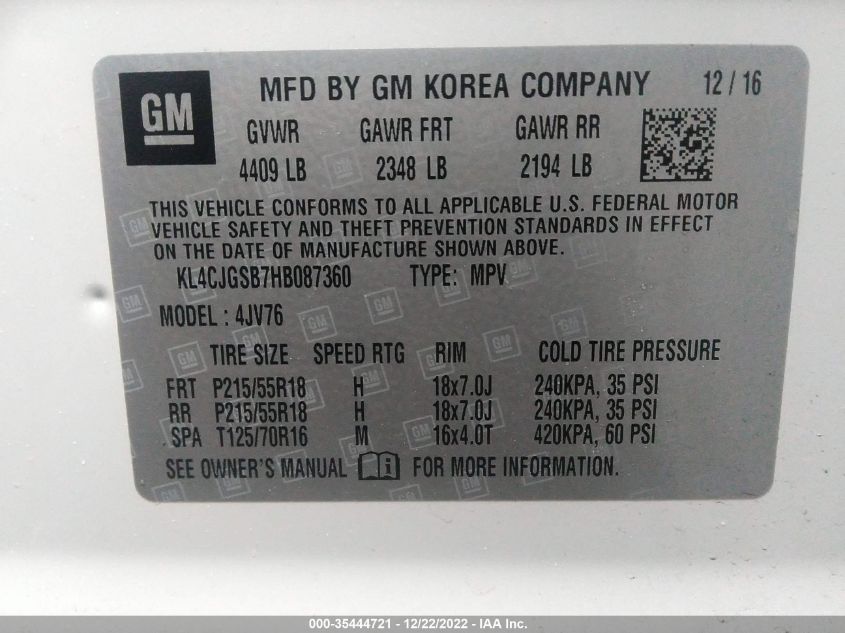 GM MFD BY GM KOREA COMPANY 12 / 16
GVWR GAWR FRT GAWR RR
4409 LB 2348 LB 2194 LB
THIS VEHICLE CONFORMS TO ALL APPLICABLE U.S. FEDERAL MOTOR
VEHICLE SAFETY AND THEFT PREVENTION STANDARDS IN EFFECT
ON THE DATE OF MANUFACTURE SHOWN ABOVE.
KL4CJGSB7HB087360 TYPE: MPV
MODEL : 4JV76
TIRE SIZE SPEED RTG RIM COLD TIRE PRESSURE
FRT P215/55R18 H 18x7.0J 240KPA, 35 PSI
RR P215/55R18 H 18x7.0J 240KPA, 35 PSI
SPA T125/70R16 M 16x4.0T 420KPA, 60 PSI
SEE OWNER'S MANUAL FOR MORE INFORMATION.
000-35444721 - 12/22/2022 - IAA Inc.